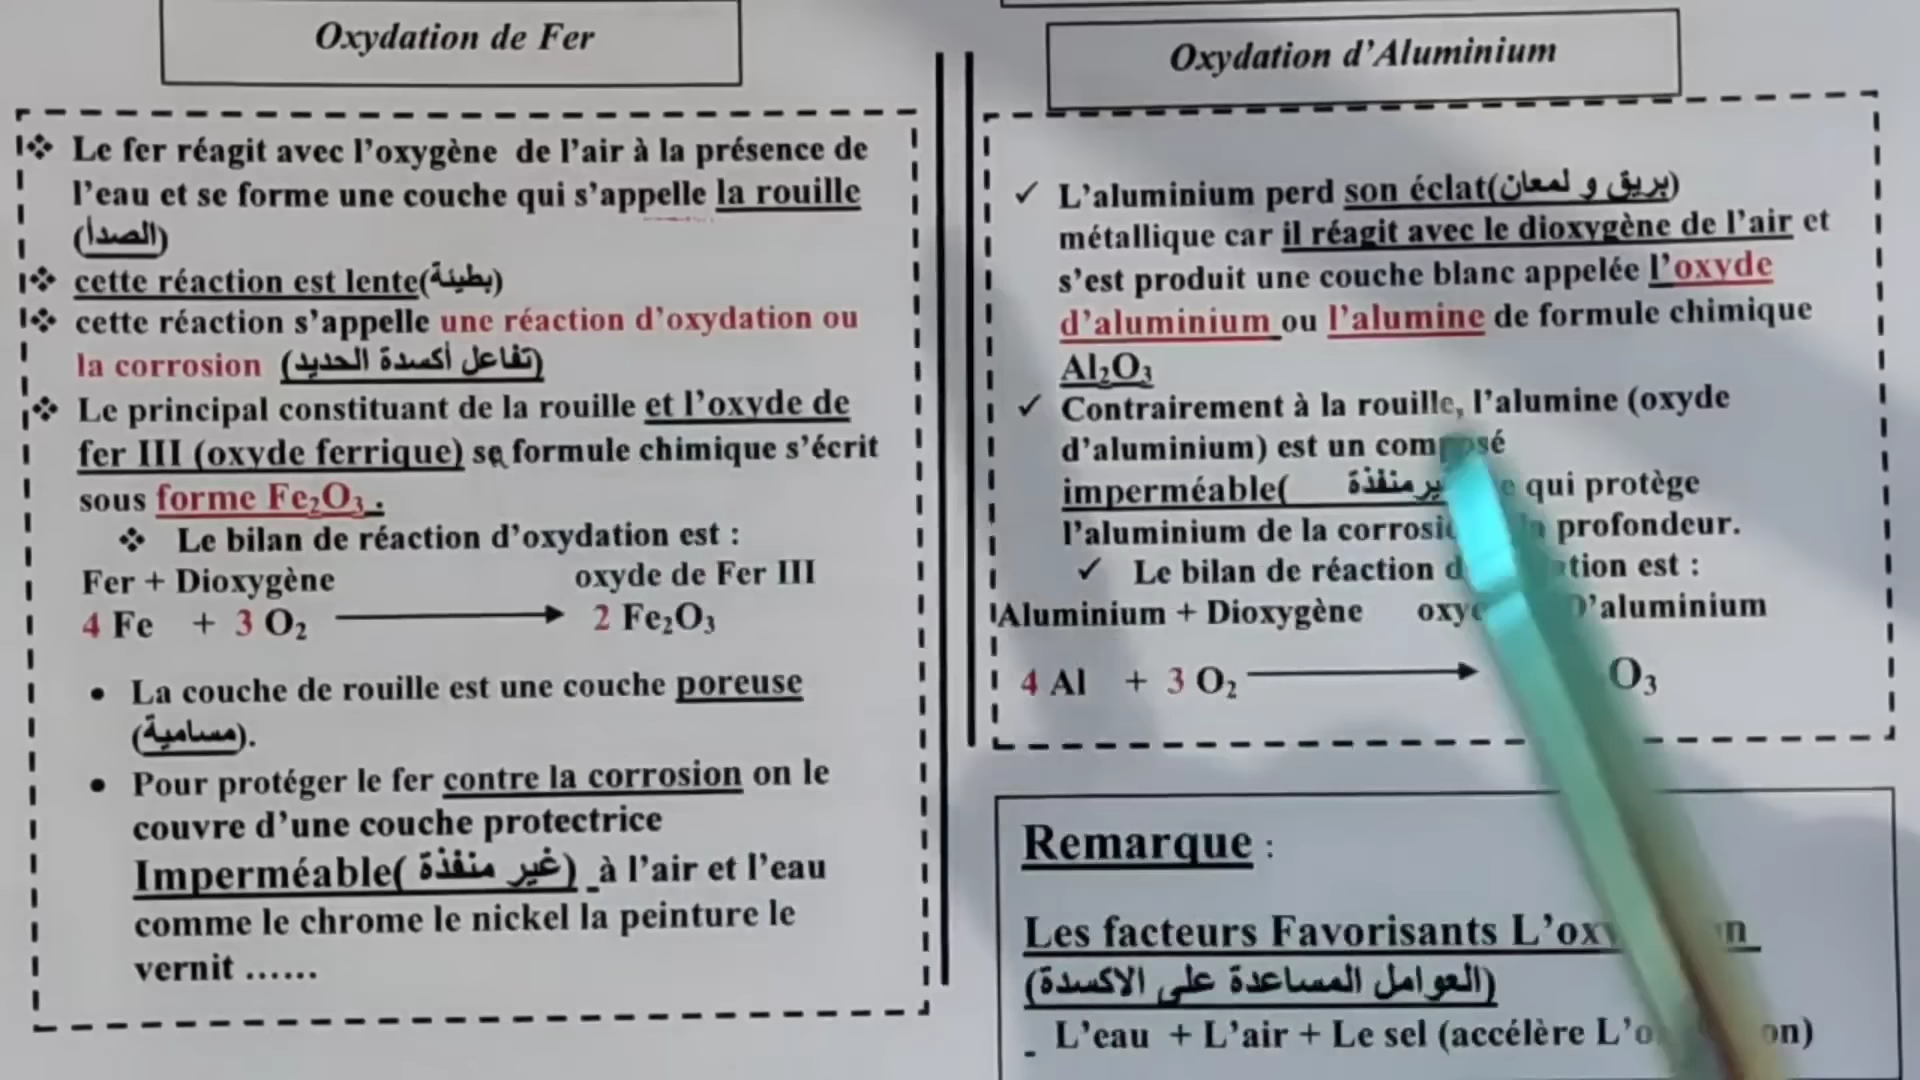 Oxydation de Fer
Le fer réagit avec l'oxygène de l'air à la présence de
l'eau et se forme une couche qui s'appelle la rouille
(الصدأ)
cette réaction est lente(بطيئة)
cette réaction s'appelle une réaction d'oxydation ou
la corrosion (تفاعل أكسدة الحديد)
Le principal constituant de la rouille et l'oxyde de
fer III (oxyde ferrique) se formule chimique s'écrit
sous forme Fe₂O₃ .
Le bilan de réaction d'oxydation est :
Fer + Dioxygène oxyde de Fer III
4 Fe + 3 O₂ ⟶ 2 Fe₂O₃
• La couche de rouille est une couche poreuse
(مسامية).
• Pour protéger le fer contre la corrosion on le
couvre d'une couche protectrice
Imperméable( غير منفذة) à l'air et l'eau
comme le chrome le nickel la peinture le
vernit ......
Oxydation d'Aluminium
✓ L'aluminium perd son éclat(بريق و لمعان)
métallique car il réagit avec le dioxygène de l'air et
s'est produit une couche blanc appelée l'oxyde
d'aluminium ou l'alumine de formule chimique
Al₂O₃
✓ Contrairement à la rouille, l'alumine (oxyde
d'aluminium) est un composé
imperméable( منفذة qui protège
l'aluminium de la profondeur.
✓ Le bilan de réaction est :
Aluminium + Dioxygène D'aluminium
4 Al + 3 O₂ ⟶ O₃
Remarque :
Les facteurs Favorisants
(العوامل المساعدة على الاكسدة)
- L'eau + L'air + Le sel (accélère